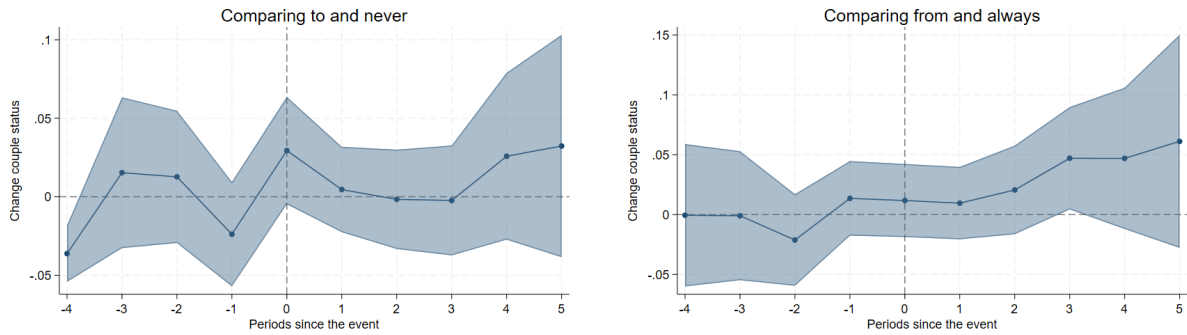 Comparing to and never
Change couple status
.1
.05
0
-.05
-4 -3 -2 -1 0 1 2 3 4 5
Periods since the event
Comparing from and always
Change couple status
.15
.1
.05
0
-.05
-4 -3 -2 -1 0 1 2 3 4 5
Periods since the event